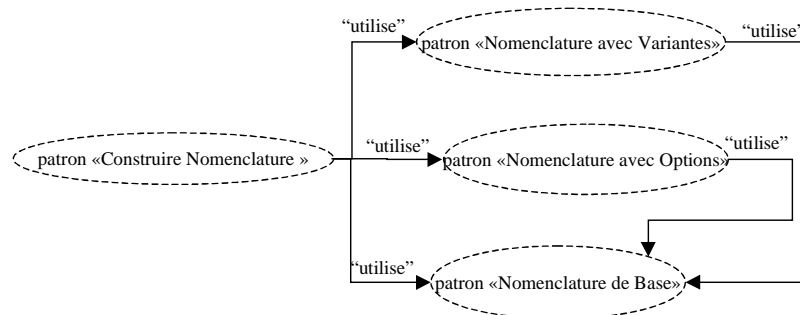 “utilise”
patron «Nomenclature avec Variantes»
“utilise”
patron «Construire Nomenclature »
“utilise”
patron «Nomenclature avec Options»
“utilise”
“utilise”
patron «Nomenclature de Base»